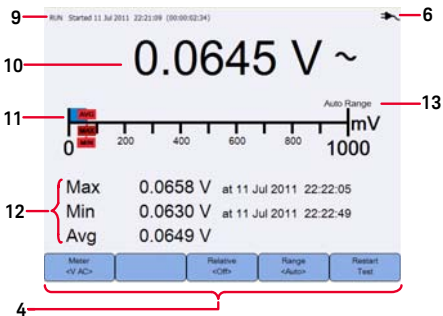 9
RUN Started 11 Jul 2011 22:21:09 (00:00:02:34)
6
10
0.0645 V ~
Auto Range
13
11
AVG
MAX
MIN
mV
0 200 400 600 800 1000
12
Max 0.0658 V at 11 Jul 2011 22:22:05
Min 0.0630 V at 11 Jul 2011 22:22:49
Avg 0.0649 V
Meter
<V AC>
Relative
<Off>
Range
<Auto>
Restart
Test
4